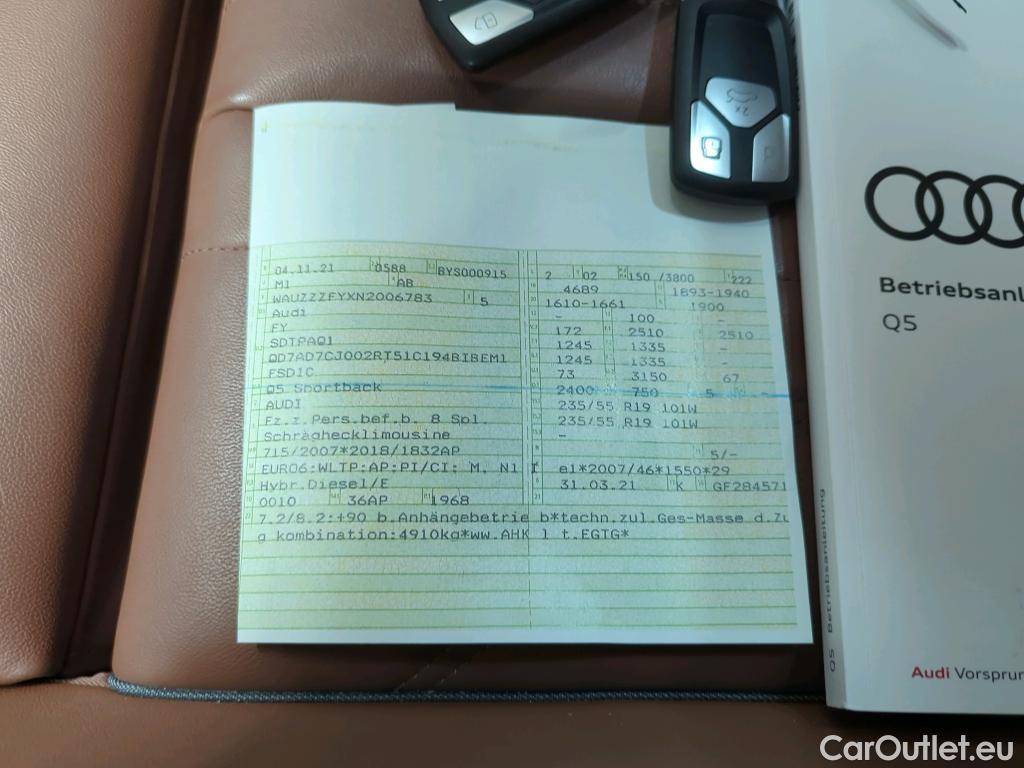 04.11.21 0588 BYS000915 2 02 150 /3800 222
M1 AB 4689 1893-1940
WAUZZZFYXN2006783 5 1610-1661 1900
Audi – 100 –
FY 172 2510 2510
SDTPAQ1 1245 1335 –
QD7AD7CJ002RT51C194BIBEM1 1245 1335 –
FSD1C 73 3150 67
Q5 Sportback 2400 750 5
AUDI 235/55 R19 101W
Fz.z.Pers.bef.b. 8 Spl. 235/55 R19 101W
Schräghecklimousine –
715/2007*2018/1832AP 5/–
EURO6:WLTP:AP:PI/CI: M, N1 I e1*2007/46*1550*29
Hybr.Diesel/E 31.03.21 K GF284571
0010 36AP 1968
7.2/8.2:+90 b.Anhängebetrie b*techn.zul.Ges-Masse d.Zu
g kombination:4910kg*ww.AHK l t.EGTG*
2x
Betriebsanl
Q5
Q5 Betriebsanleitung
Audi Vorsprun
CarOutlet.eu